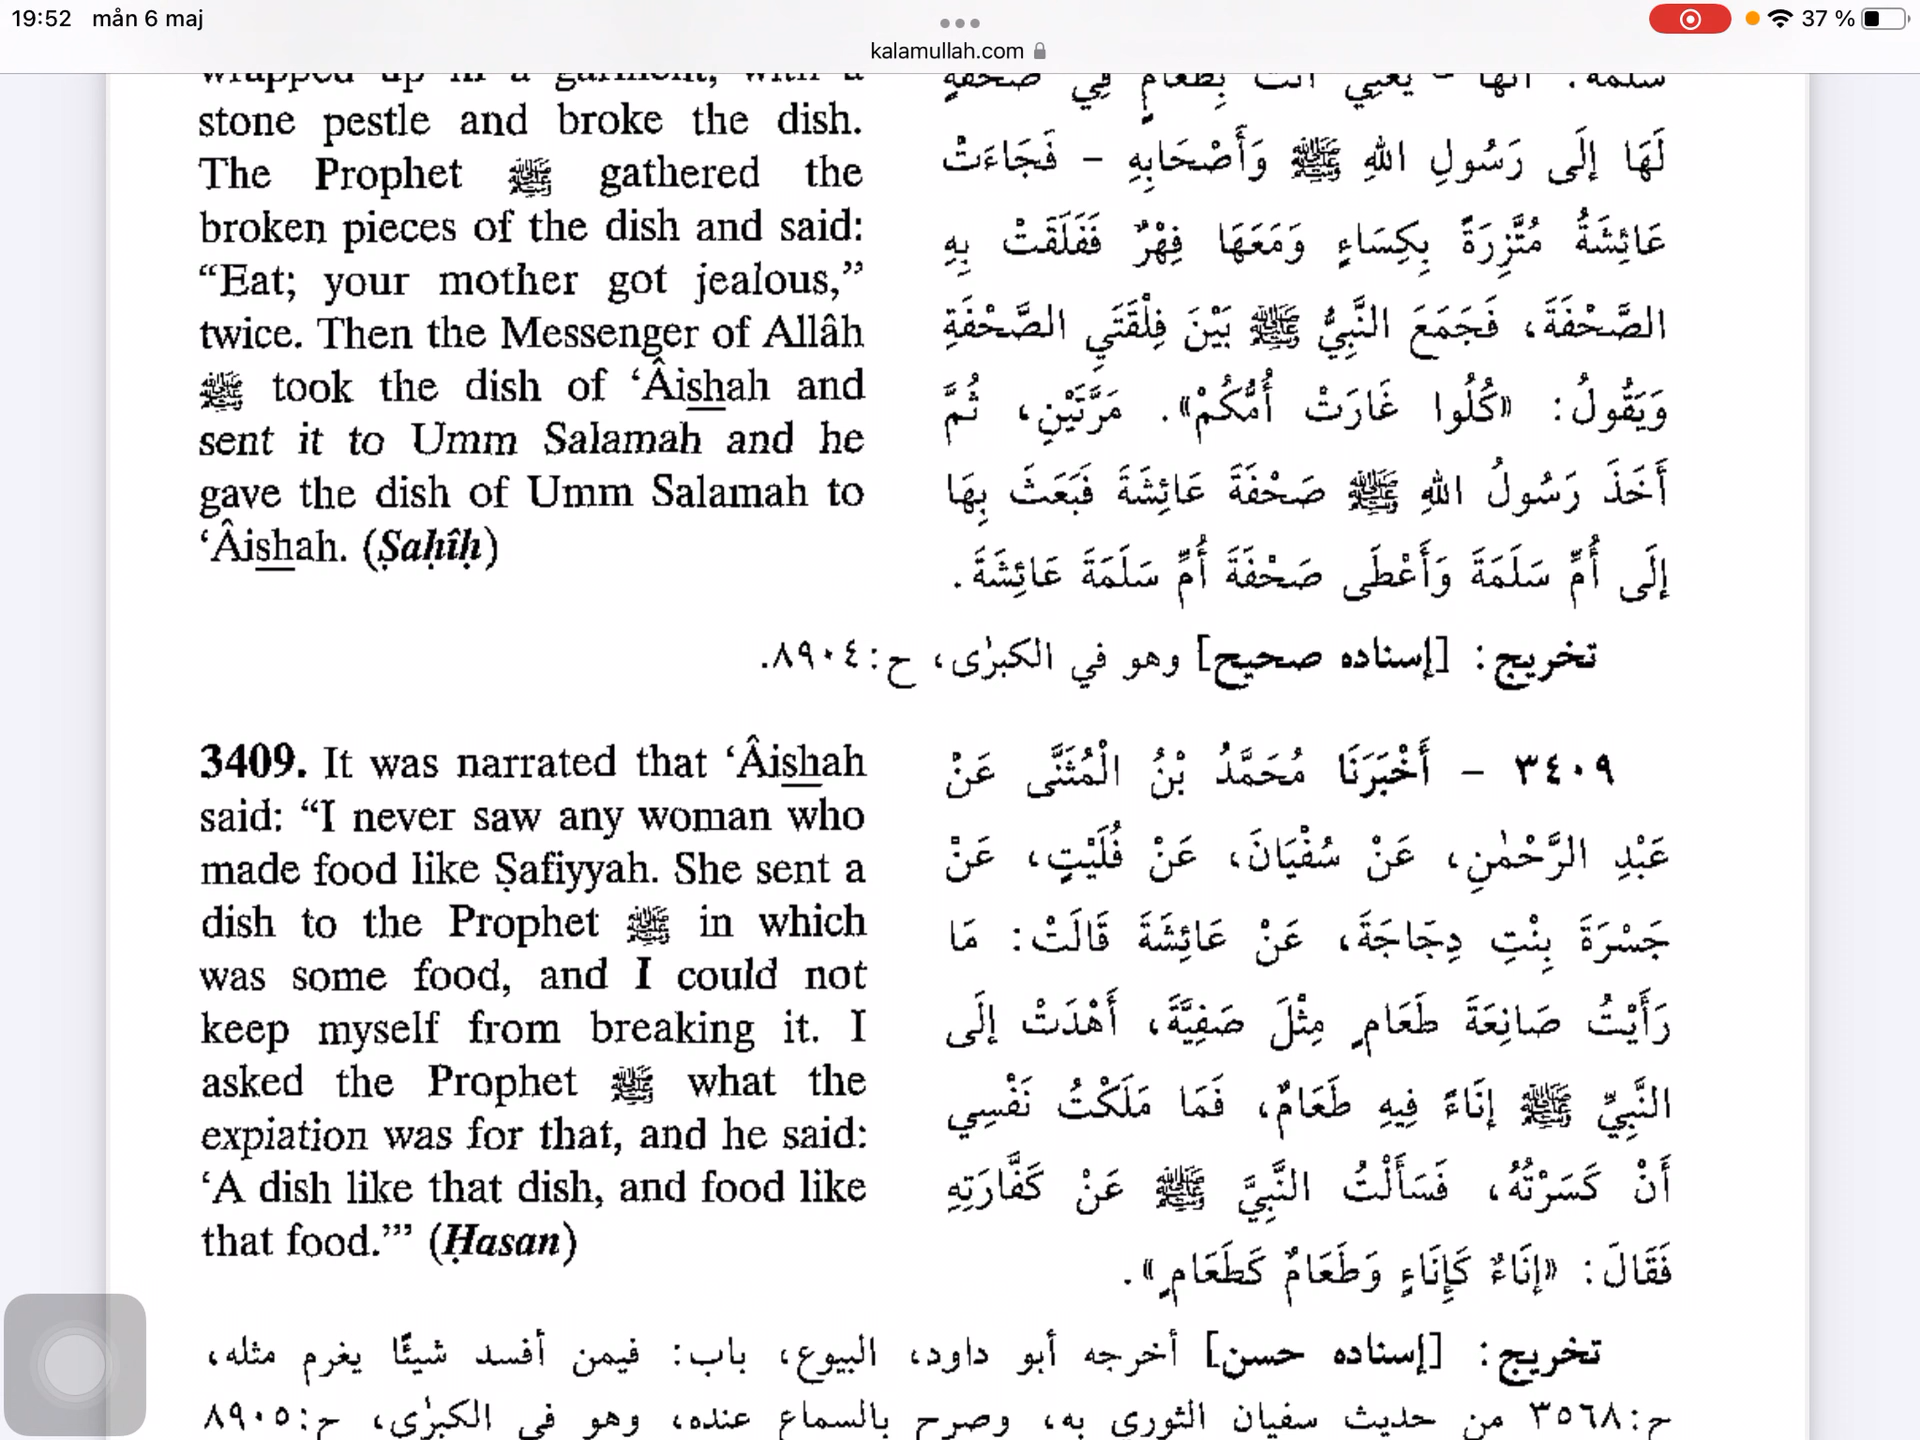 19:52 mån 6 maj
37 %
kalamullah.com
wrapped up in a garment, with a
stone pestle and broke the dish.
The Prophet ﷺ gathered the
broken pieces of the dish and said:
“Eat; your mother got jealous,”
twice. Then the Messenger of Allâh
ﷺ took the dish of ‘Âishah and
sent it to Umm Salamah and he
gave the dish of Umm Salamah to
‘Âishah. (Ṣaḥîḥ)
سَلَمَةَ: أَنَّهَا - يَعْنِي أَتَتْ بِطَعَامٍ فِي صَحْفَةٍ
لَهَا إِلَى رَسُولِ اللهِ ﷺ وَأَصْحَابِهِ - فَجَاءَتْ
عَائِشَةُ مُتَّزِرَةً بِكِسَاءٍ وَمَعَهَا فِهْرٌ فَفَلَقَتْ بِهِ
الصَّحْفَةَ، فَجَمَعَ النَّبِيُّ ﷺ بَيْنَ فِلْقَتَيِ الصَّحْفَةِ
وَيَقُولُ: «كُلُوا غَارَتْ أُمُّكُمْ». مَرَّتَيْنِ، ثُمَّ
أَخَذَ رَسُولُ اللهِ ﷺ صَحْفَةَ عَائِشَةَ فَبَعَثَ بِهَا
إِلَى أُمِّ سَلَمَةَ وَأَعْطَى صَحْفَةَ أُمِّ سَلَمَةَ عَائِشَةَ.
تخريج: [إسناده صحيح] وهو في الكبرٰى، ح:٨٩٠٤.
3409. It was narrated that ‘Âishah
said: “I never saw any woman who
made food like Ṣafiyyah. She sent a
dish to the Prophet ﷺ in which
was some food, and I could not
keep myself from breaking it. I
asked the Prophet ﷺ what the
expiation was for that, and he said:
‘A dish like that dish, and food like
that food.’” (Ḥasan)
٣٤٠٩ - أَخْبَرَنَا مُحَمَّدُ بْنُ الْمُثَنَّى عَنْ
عَبْدِ الرَّحْمٰنِ، عَنْ سُفْيَانَ، عَنْ فُلَيْتٍ، عَنْ
جَسْرَةَ بِنْتِ دِجَاجَةَ، عَنْ عَائِشَةَ قَالَتْ: مَا
رَأَيْتُ صَانِعَةَ طَعَامٍ مِثْلَ صَفِيَّةَ، أَهْدَتْ إِلَى
النَّبِيِّ ﷺ إِنَاءً فِيهِ طَعَامٌ، فَمَا مَلَكْتُ نَفْسِي
أَنْ كَسَرْتُهُ، فَسَأَلْتُ النَّبِيَّ ﷺ عَنْ كَفَّارَتِهِ
فَقَالَ: «إِنَاءٌ كَإِنَاءٍ وَطَعَامٌ كَطَعَامٍ».
تخريج: [إسناده حسن] أخرجه أبو داود، البيوع، باب: فيمن أفسد شيئًا يغرم مثله،
ح:٣٥٦٨ من حديث سفيان الثوري به، وصرح بالسماع عنده، وهو في الكبرٰى، ح:٨٩٠٥